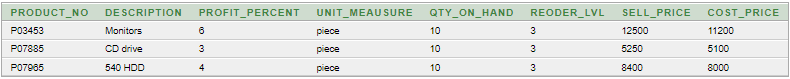 PRODUCT_NO DESCRIPTION PROFIT_PERCENT UNIT_MEAUSURE QTY_ON_HAND REODER_LVL SELL_PRICE COST_PRICE
P03453 Monitors 6 piece 10 3 12500 11200
P07885 CD drive 3 piece 10 3 5250 5100
P07965 540 HDD 4 piece 10 3 8400 8000